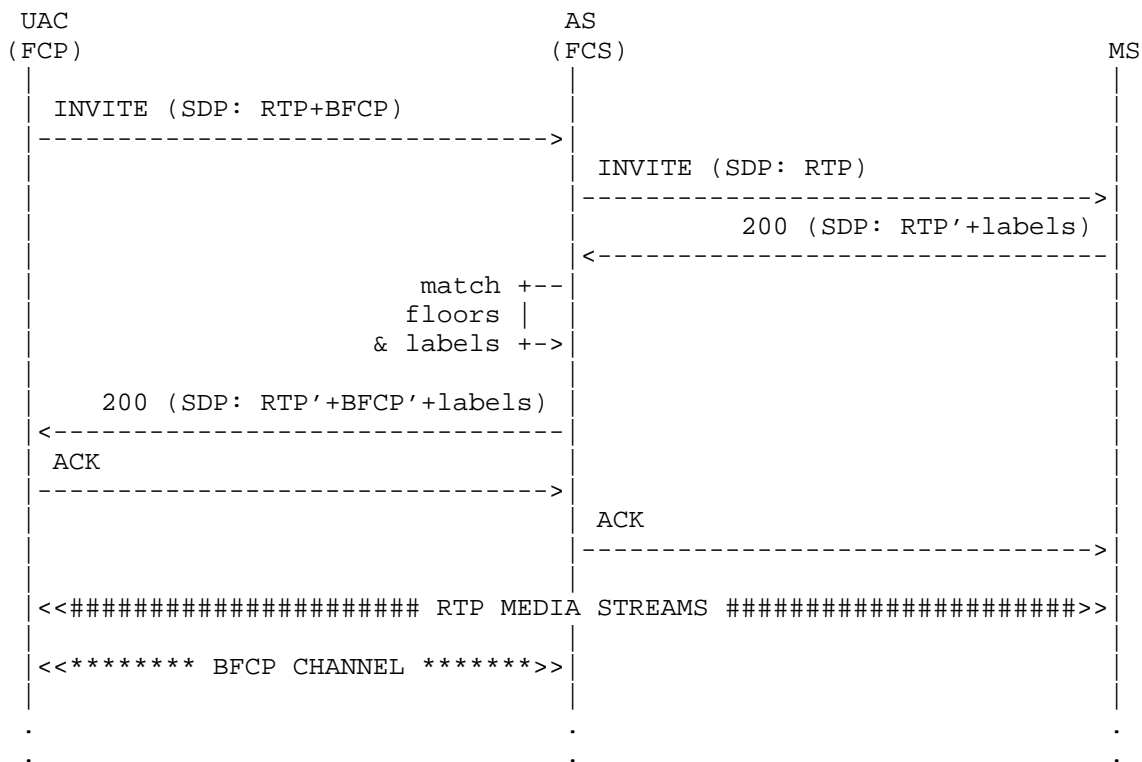 UAC AS
(FCP) (FCS) MS
INVITE (SDP: RTP+BFCP)
INVITE (SDP: RTP)
200 (SDP: RTP'+labels)
match
floors
& labels
200 (SDP: RTP'+BFCP'+labels)
ACK
ACK
<<###################### RTP MEDIA STREAMS ######################>>
<<******** BFCP CHANNEL *******>>